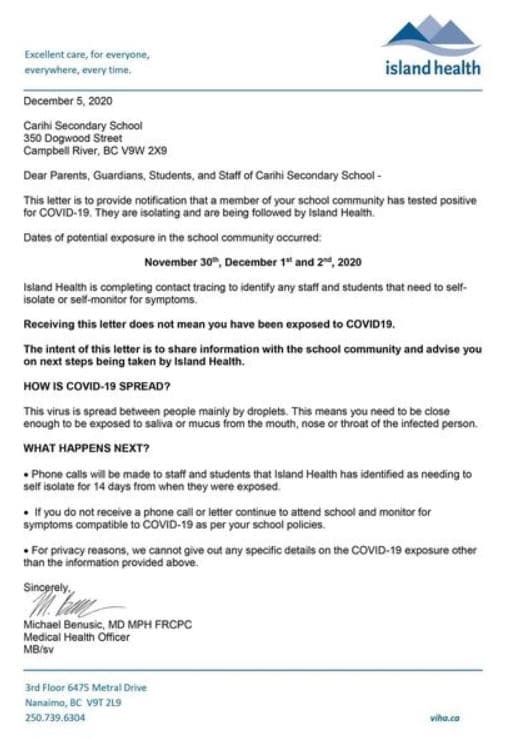 Excellent care, for everyone,
everywhere, every time.
island health
December 5, 2020
Carihi Secondary School
350 Dogwood Street
Campbell River, BC V9W 2X9
Dear Parents, Guardians, Students, and Staff of Carihi Secondary School -
This letter is to provide notification that a member of your school community has tested positive
for COVID-19. They are isolating and are being followed by Island Health.
Dates of potential exposure in the school community occurred:
November 30th, December 1st and 2nd, 2020
Island Health is completing contact tracing to identify any staff and students that need to self-
isolate or self-monitor for symptoms.
Receiving this letter does not mean you have been exposed to COVID19.
The intent of this letter is to share information with the school community and advise you
on next steps being taken by Island Health.
HOW IS COVID-19 SPREAD?
This virus is spread between people mainly by droplets. This means you need to be close
enough to be exposed to saliva or mucus from the mouth, nose or throat of the infected person.
WHAT HAPPENS NEXT?
• Phone calls will be made to staff and students that Island Health has identified as needing to
self isolate for 14 days from when they were exposed.
• If you do not receive a phone call or letter continue to attend school and monitor for
symptoms compatible to COVID-19 as per your school policies.
• For privacy reasons, we cannot give out any specific details on the COVID-19 exposure other
than the information provided above.
Sincerely,
Michael Benusic, MD MPH FRCPC
Medical Health Officer
MB/sv
3rd Floor 6475 Metral Drive
Nanaimo, BC V9T 2L9
250.739.6304
viha.ca